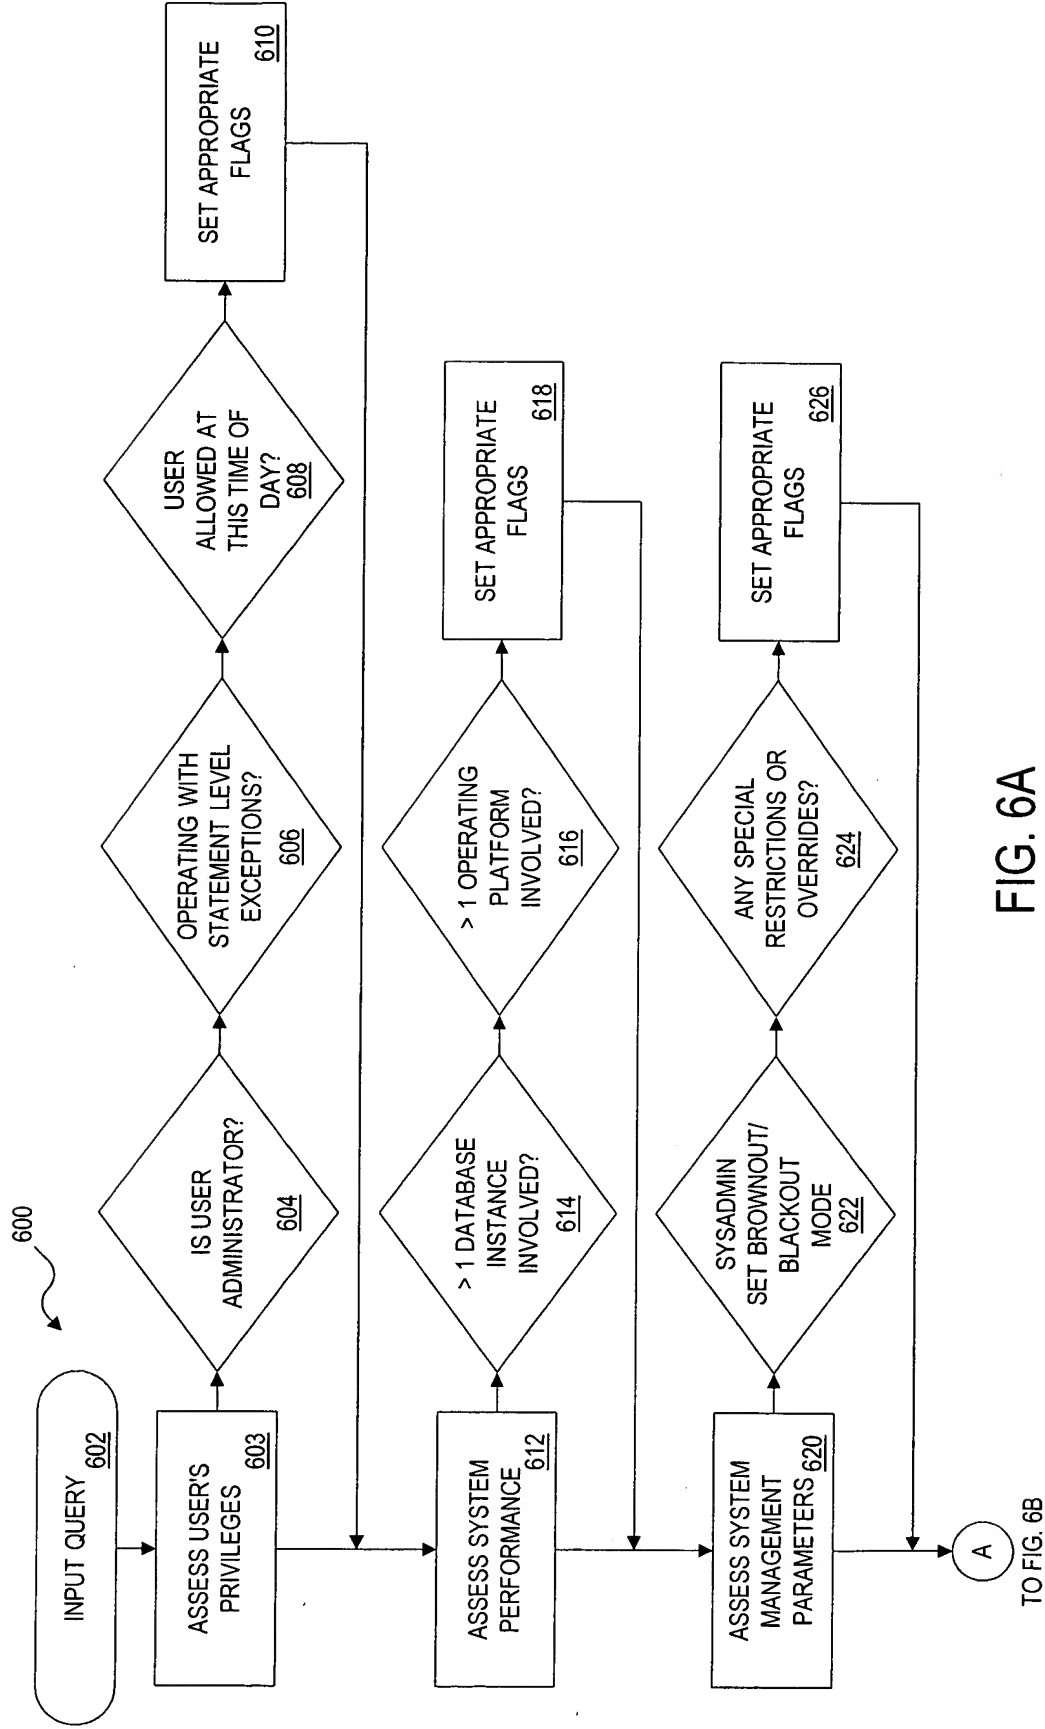 600
INPUT QUERY
602
ASSESS USER'S
PRIVILEGES
603
IS USER
ADMINISTRATOR?
604
OPERATING WITH
STATEMENT LEVEL
EXCEPTIONS?
606
USER
ALLOWED AT
THIS TIME OF
DAY?
608
SET APPROPRIATE
FLAGS
610
ASSESS SYSTEM
PERFORMANCE
612
> 1 DATABASE
INSTANCE
INVOLVED?
614
> 1 OPERATING
PLATFORM
INVOLVED?
616
SET APPROPRIATE
FLAGS
618
ASSESS SYSTEM
MANAGEMENT
PARAMETERS
620
SYSADMIN
SET BROWNOUT/
BLACKOUT
MODE
622
ANY SPECIAL
RESTRICTIONS OR
OVERRIDES?
624
SET APPROPRIATE
FLAGS
626
A
TO FIG. 6B
FIG. 6A